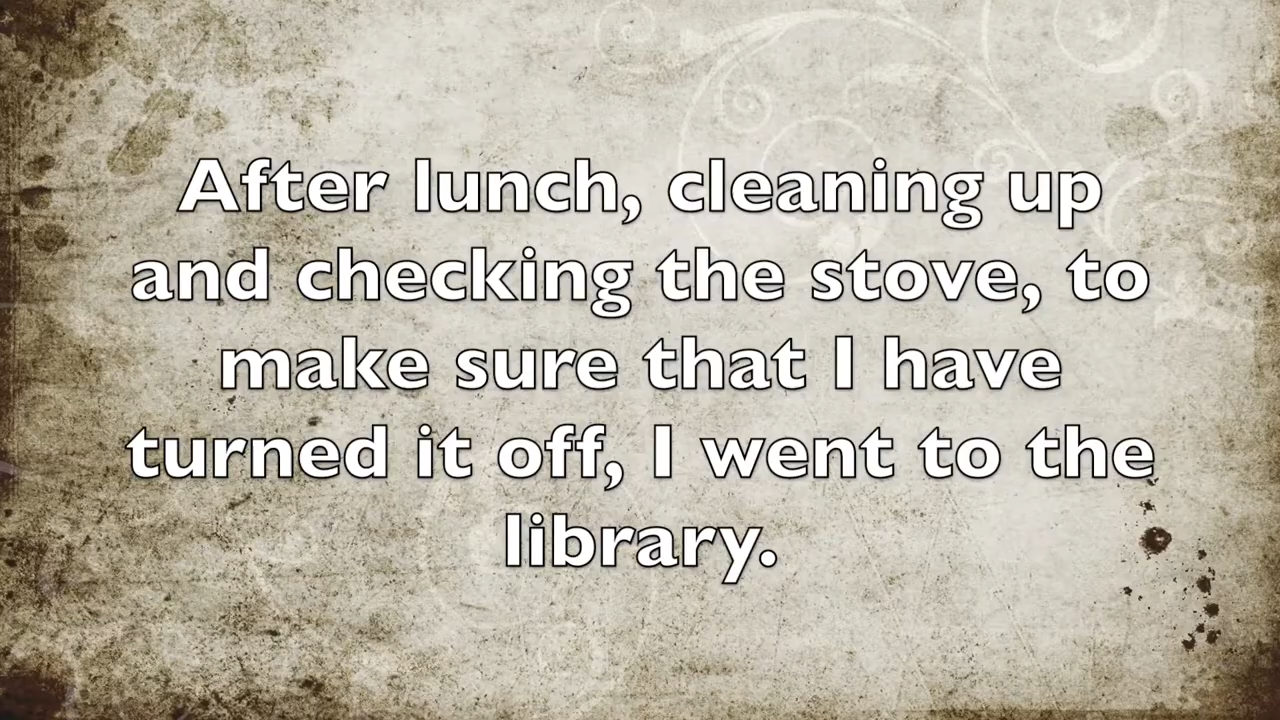 After lunch, cleaning up
and checking the stove, to
make sure that I have
turned it off, I went to the
library.